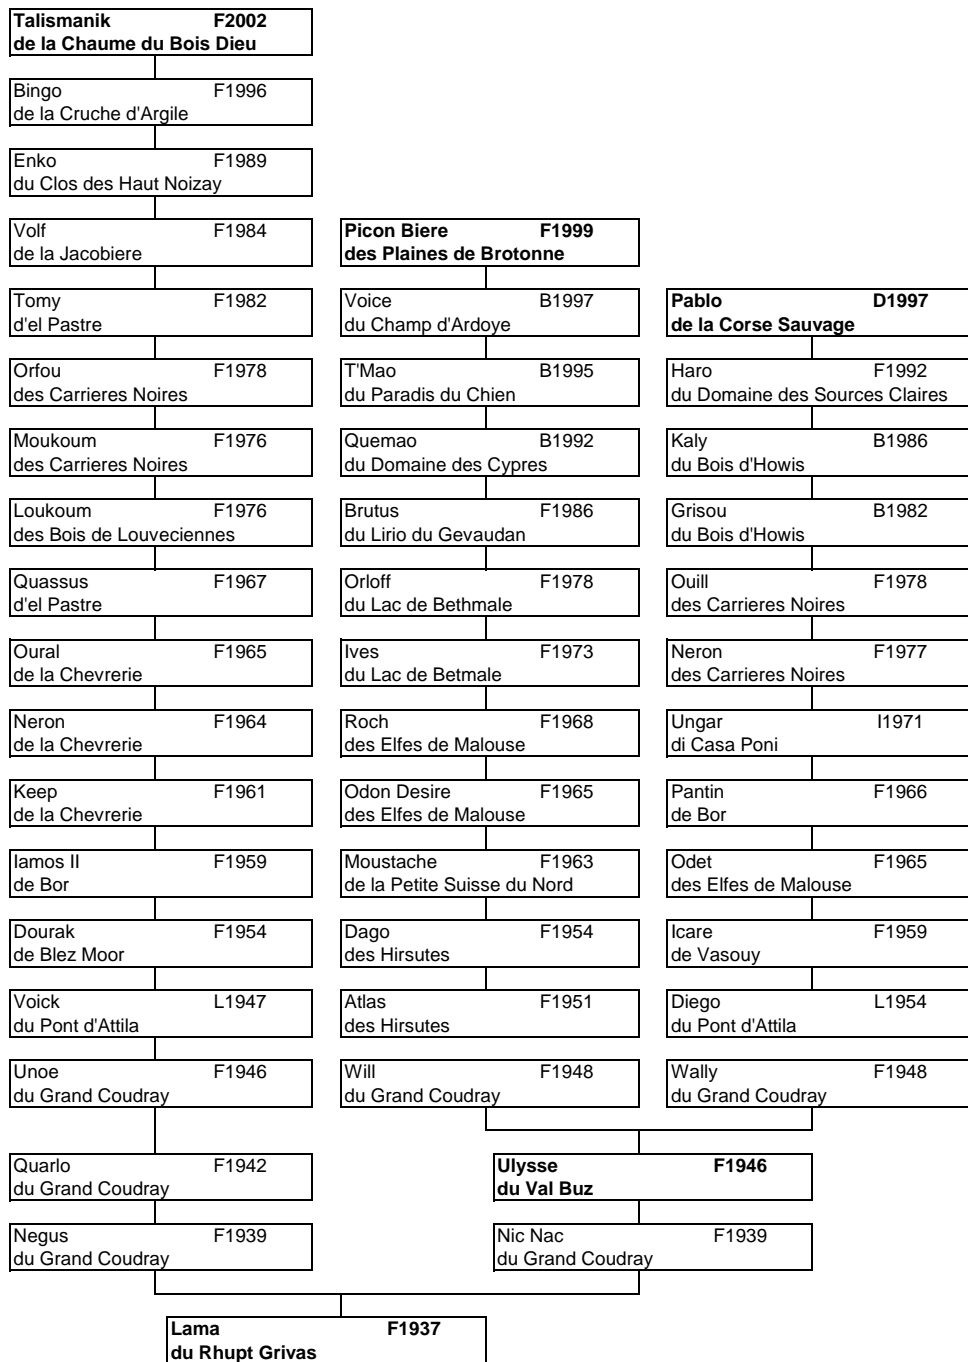 Talismanik F2002
de la Chaume du Bois Dieu
Bingo F1996
de la Cruche d'Argile
Enko F1989
du Clos des Haut Noizay
Volf F1984
de la Jacobiere
Tomy F1982
d'el Pastre
Orfou F1978
des Carrieres Noires
Moukoum F1976
des Carrieres Noires
Loukoum F1976
des Bois de Louveciennes
Quassus F1967
d'el Pastre
Oural F1965
de la Chevrerie
Neron F1964
de la Chevrerie
Keep F1961
de la Chevrerie
Iamos II F1959
de Bor
Dourak F1954
de Blez Moor
Voick L1947
du Pont d'Attila
Unoe F1946
du Grand Coudray
Quarlo F1942
du Grand Coudray
Negus F1939
du Grand Coudray
Picon Biere F1999
des Plaines de Brotonne
Voice B1997
du Champ d'Ardoye
T'Mao B1995
du Paradis du Chien
Quemao B1992
du Domaine des Cypres
Brutus F1986
du Lirio du Gevaudan
Orloff F1978
du Lac de Bethmale
Ives F1973
du Lac de Betmale
Roch F1968
des Elfes de Malouse
Odon Desire F1965
des Elfes de Malouse
Moustache F1963
de la Petite Suisse du Nord
Dago F1954
des Hirsutes
Atlas F1951
des Hirsutes
Will F1948
du Grand Coudray
Pablo D1997
de la Corse Sauvage
Haro F1992
du Domaine des Sources Claires
Kaly B1986
du Bois d'Howis
Grisou B1982
du Bois d'Howis
Ouill F1978
des Carrieres Noires
Neron F1977
des Carrieres Noires
Ungar I1971
di Casa Poni
Pantin F1966
de Bor
Odet F1965
des Elfes de Malouse
Icare F1959
de Vasouy
Diego L1954
du Pont d'Attila
Wally F1948
du Grand Coudray
Ulysse F1946
du Val Buz
Nic Nac F1939
du Grand Coudray
Lama F1937
du Rhupt Grivas